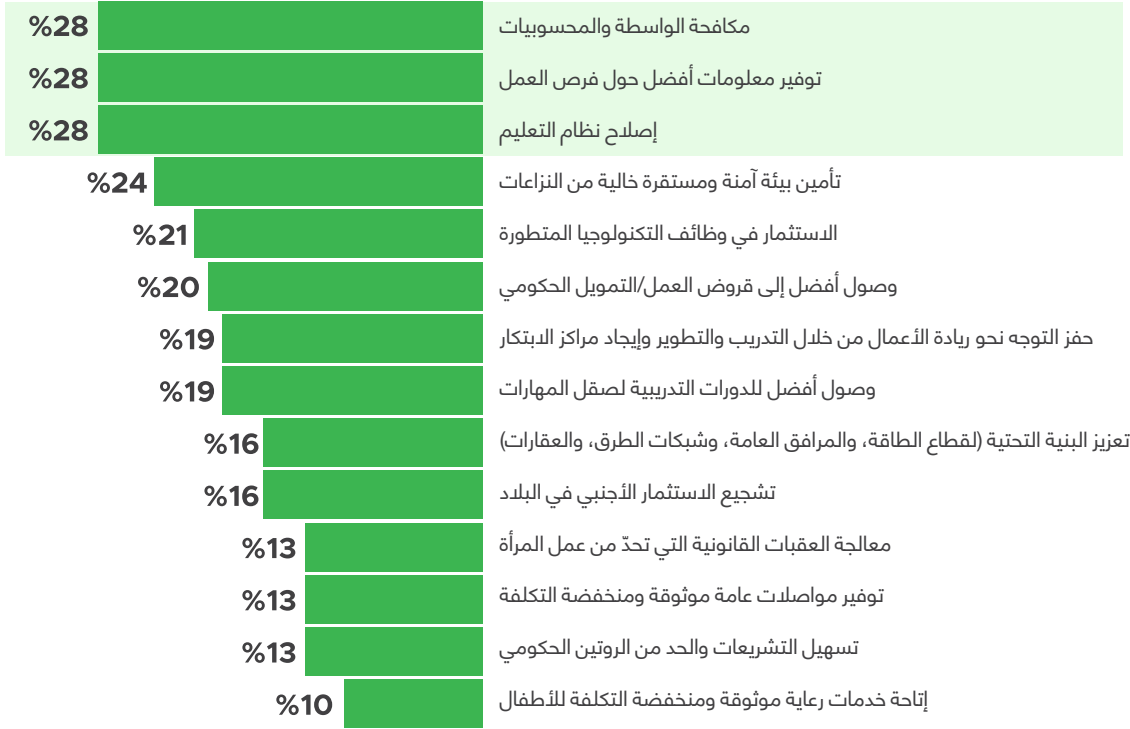 مكافحة الواسطة والمحسوبيات %28
توفير معلومات أفضل حول فرص العمل %28
إصلاح نظام التعليم %28
تأمين بيئة آمنة ومستقرة خالية من النزاعات %24
الاستثمار في وظائف التكنولوجيا المتطورة %21
وصول أفضل إلى قروض العمل/التمويل الحكومي %20
حفز التوجه نحو ريادة الأعمال من خلال التدريب والتطوير وإيجاد مراكز الابتكار %19
وصول أفضل للدورات التدريبية لصقل المهارات %19
تعزيز البنية التحتية (لقطاع الطاقة، والمرافق العامة، وشبكات الطرق، والعقارات) %16
تشجيع الاستثمار الأجنبي في البلاد %16
معالجة العقبات القانونية التي تحدّ من عمل المرأة %13
توفير مواصلات عامة موثوقة ومنخفضة التكلفة %13
تسهيل التشريعات والحد من الروتين الحكومي %13
إتاحة خدمات رعاية موثوقة ومنخفضة التكلفة للأطفال %10